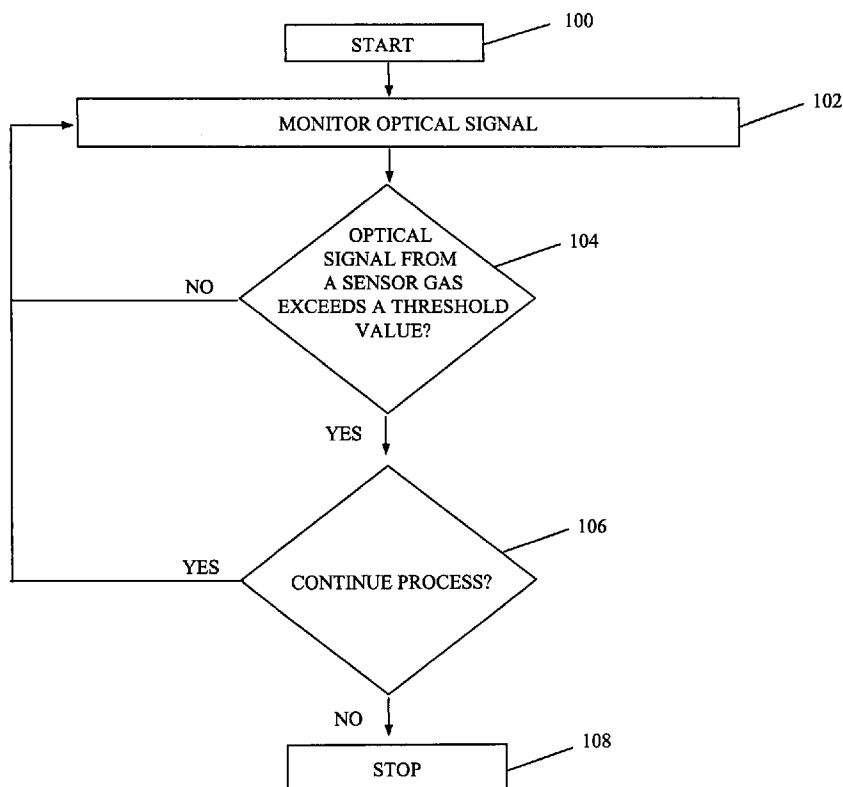 START
100
MONITOR OPTICAL SIGNAL
102
OPTICAL
SIGNAL FROM
A SENSOR GAS
EXCEEDS A THRESHOLD
VALUE?
104
NO
YES
CONTINUE PROCESS?
106
YES
NO
STOP
108